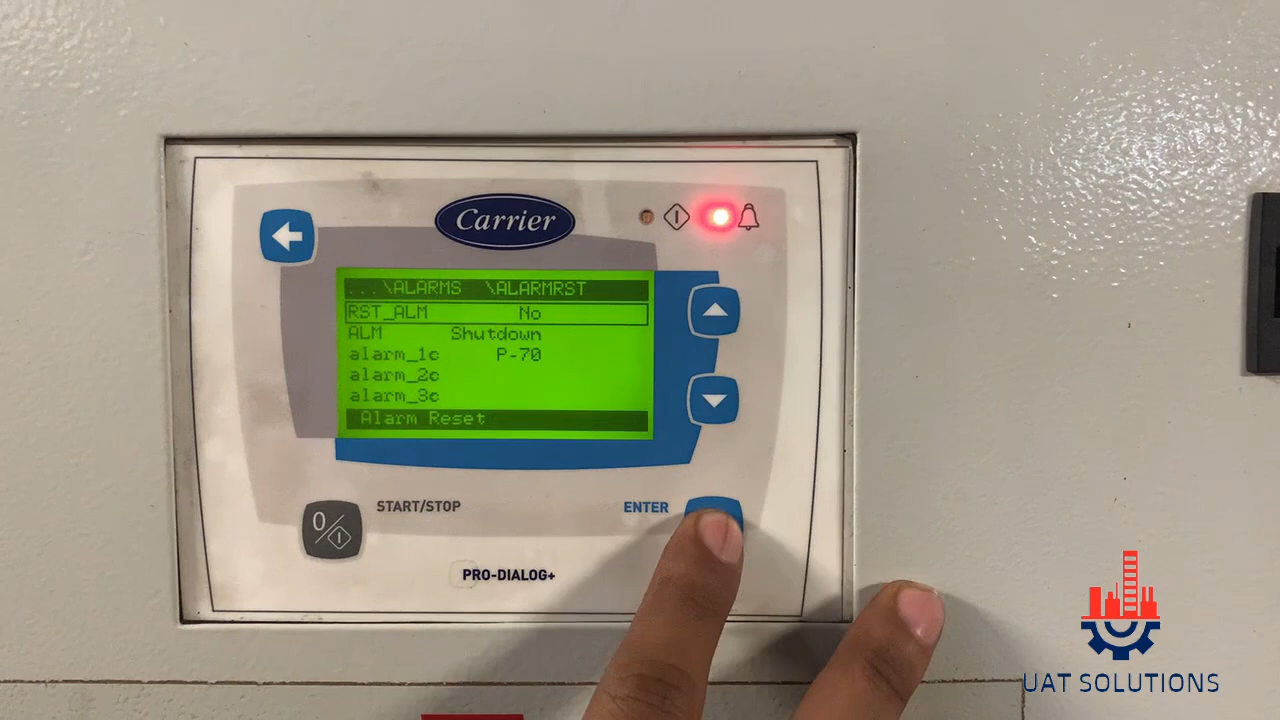 Carrier
...\ALARMS \ALARMRST
RST_ALM No
ALM Shutdown
alarm_1c P-70
alarm_2c
alarm_3c
Alarm Reset
START/STOP
ENTER
PRO-DIALOG+
UAT SOLUTIONS